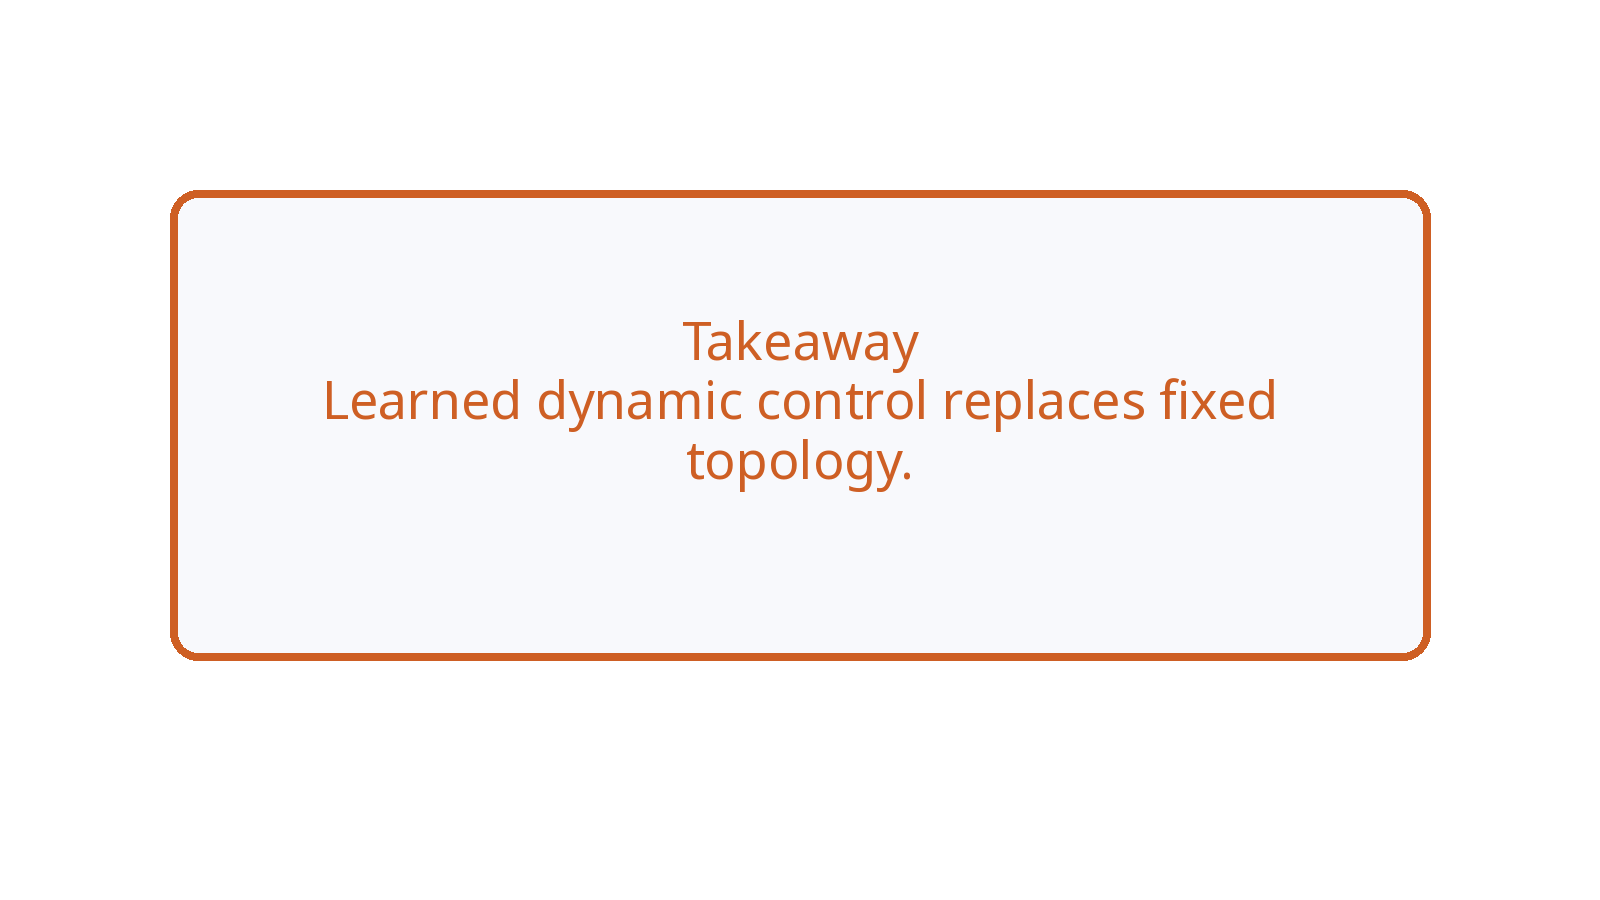 Takeaway
Learned dynamic control replaces fixed
topology.